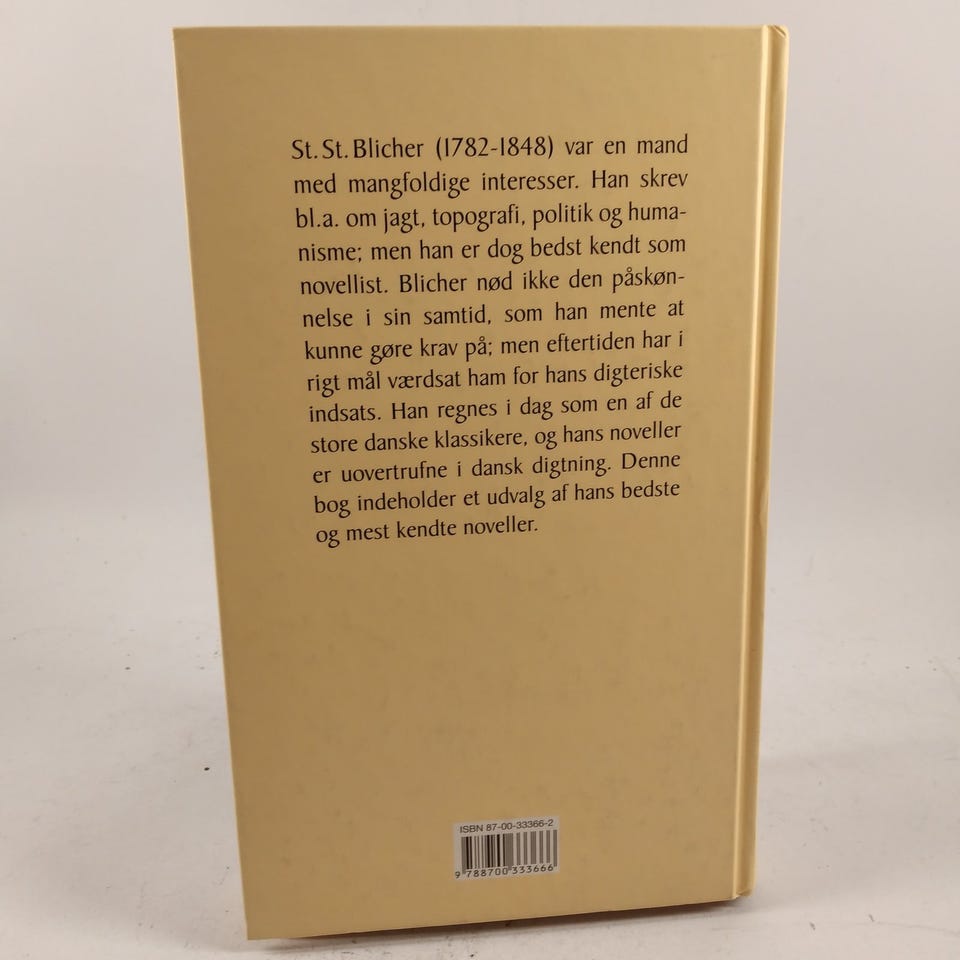 St. St. Blicher (1782-1848) var en mand
med mangfoldige interesser. Han skrev
bl.a. om jagt, topografi, politik og huma-
nisme; men han er dog bedst kendt som
novellist. Blicher nød ikke den påskøn-
nelse i sin samtid, som han mente at
kunne gøre krav på; men eftertiden har i
rigt mål værdsat ham for hans digteriske
indsats. Han regnes i dag som en af de
store danske klassikere, og hans noveller
er uovertrufne i dansk digtning. Denne
bog indeholder et udvalg af hans bedste
og mest kendte noveller.
ISBN 87-00-33366-2
9 788700 333666